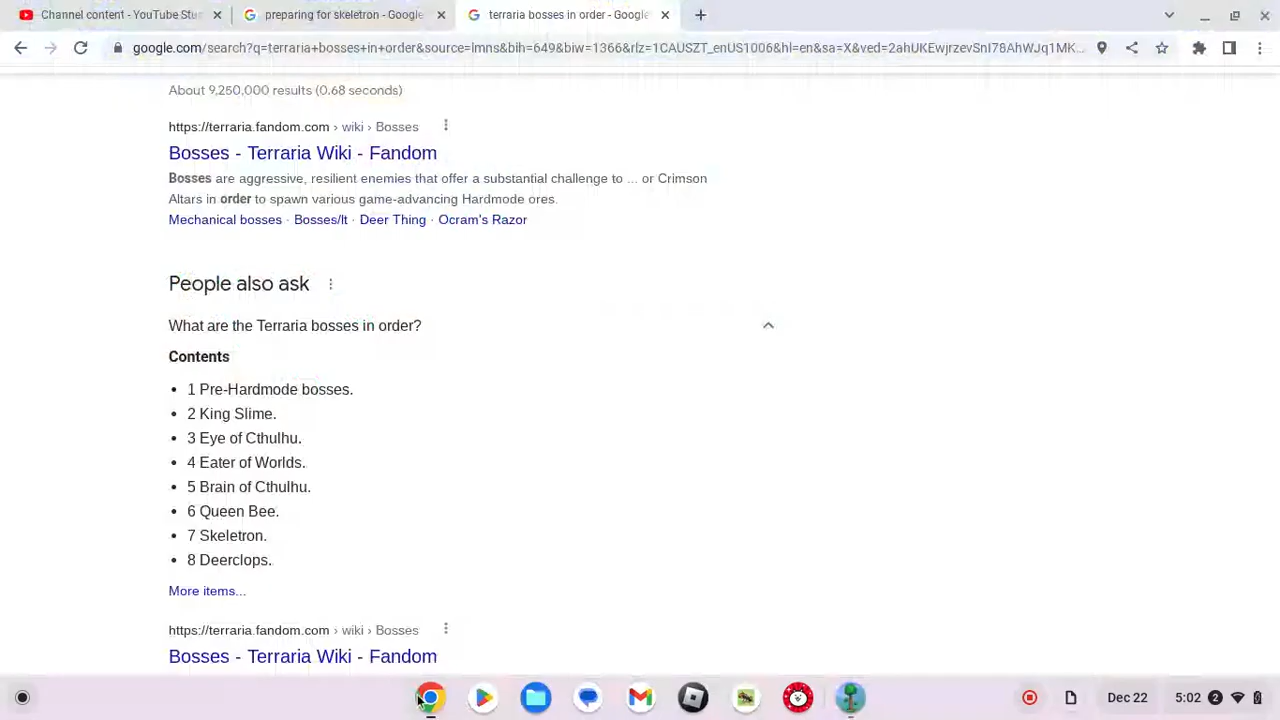 Channel content - YouTube Stu
preparing for skeletron - Google
terraria bosses in order - Google
google.com/search?q=terraria+bosses+in+order&source=lmns&bih=649&biw=1366&rlz=1CAUSZT_enUS1006&hl=en&sa=X&ved=2ahUKEwjrzevSnI78AhWJq1MK...
About 9,250,000 results (0.68 seconds)
https://terraria.fandom.com › wiki › Bosses
Bosses - Terraria Wiki - Fandom
Bosses are aggressive, resilient enemies that offer a substantial challenge to ... or Crimson
Altars in order to spawn various game-advancing Hardmode ores.
Mechanical bosses · Bosses/lt · Deer Thing · Ocram's Razor
People also ask
What are the Terraria bosses in order?
Contents
• 1 Pre-Hardmode bosses.
• 2 King Slime.
• 3 Eye of Cthulhu.
• 4 Eater of Worlds.
• 5 Brain of Cthulhu.
• 6 Queen Bee.
• 7 Skeletron.
• 8 Deerclops.
More items...
https://terraria.fandom.com › wiki › Bosses
Bosses - Terraria Wiki - Fandom
Dec 22
5:02
2